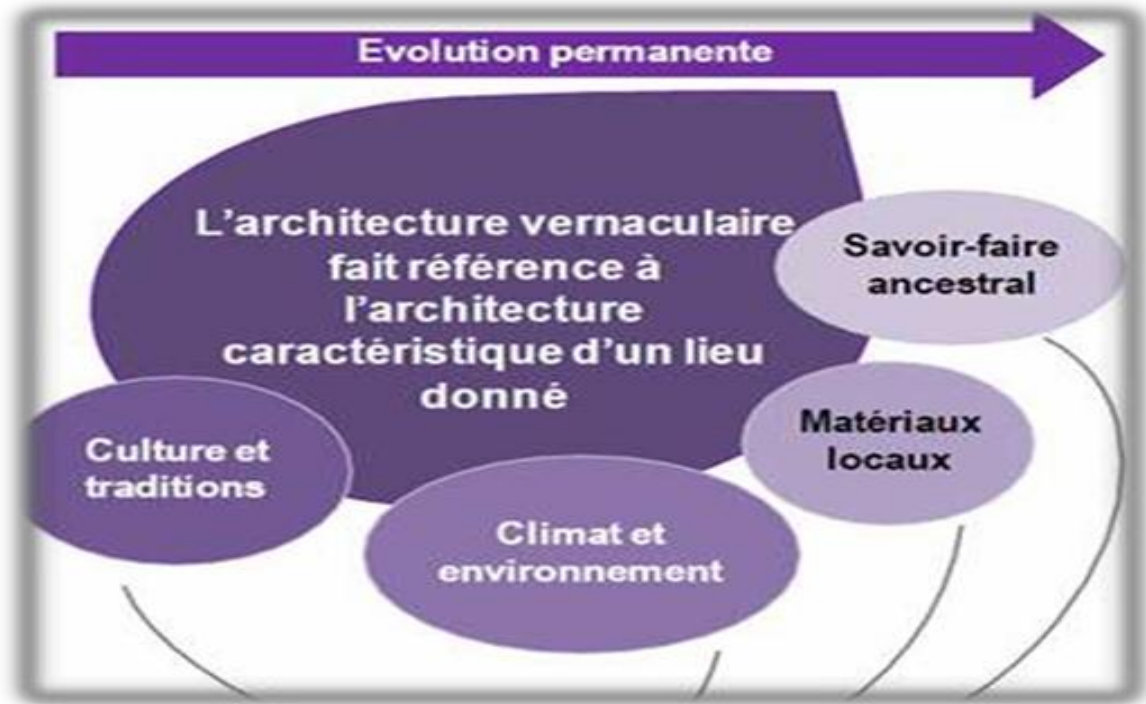 Evolution permanente
L'architecture vernaculaire
fait référence à
l'architecture
caractéristique d'un lieu
donné
Savoir-faire
ancestral
Matériaux
locaux
Climat et
environnement
Culture et
traditions